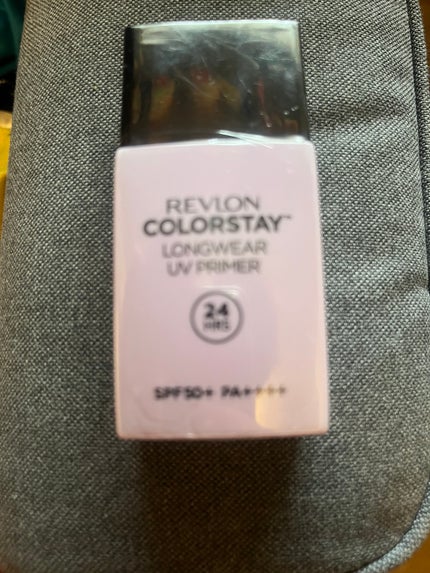 REVLON
COLORSTAY™
LONGWEAR
UV PRIMER
24
HRS
SPF50+ PA++++